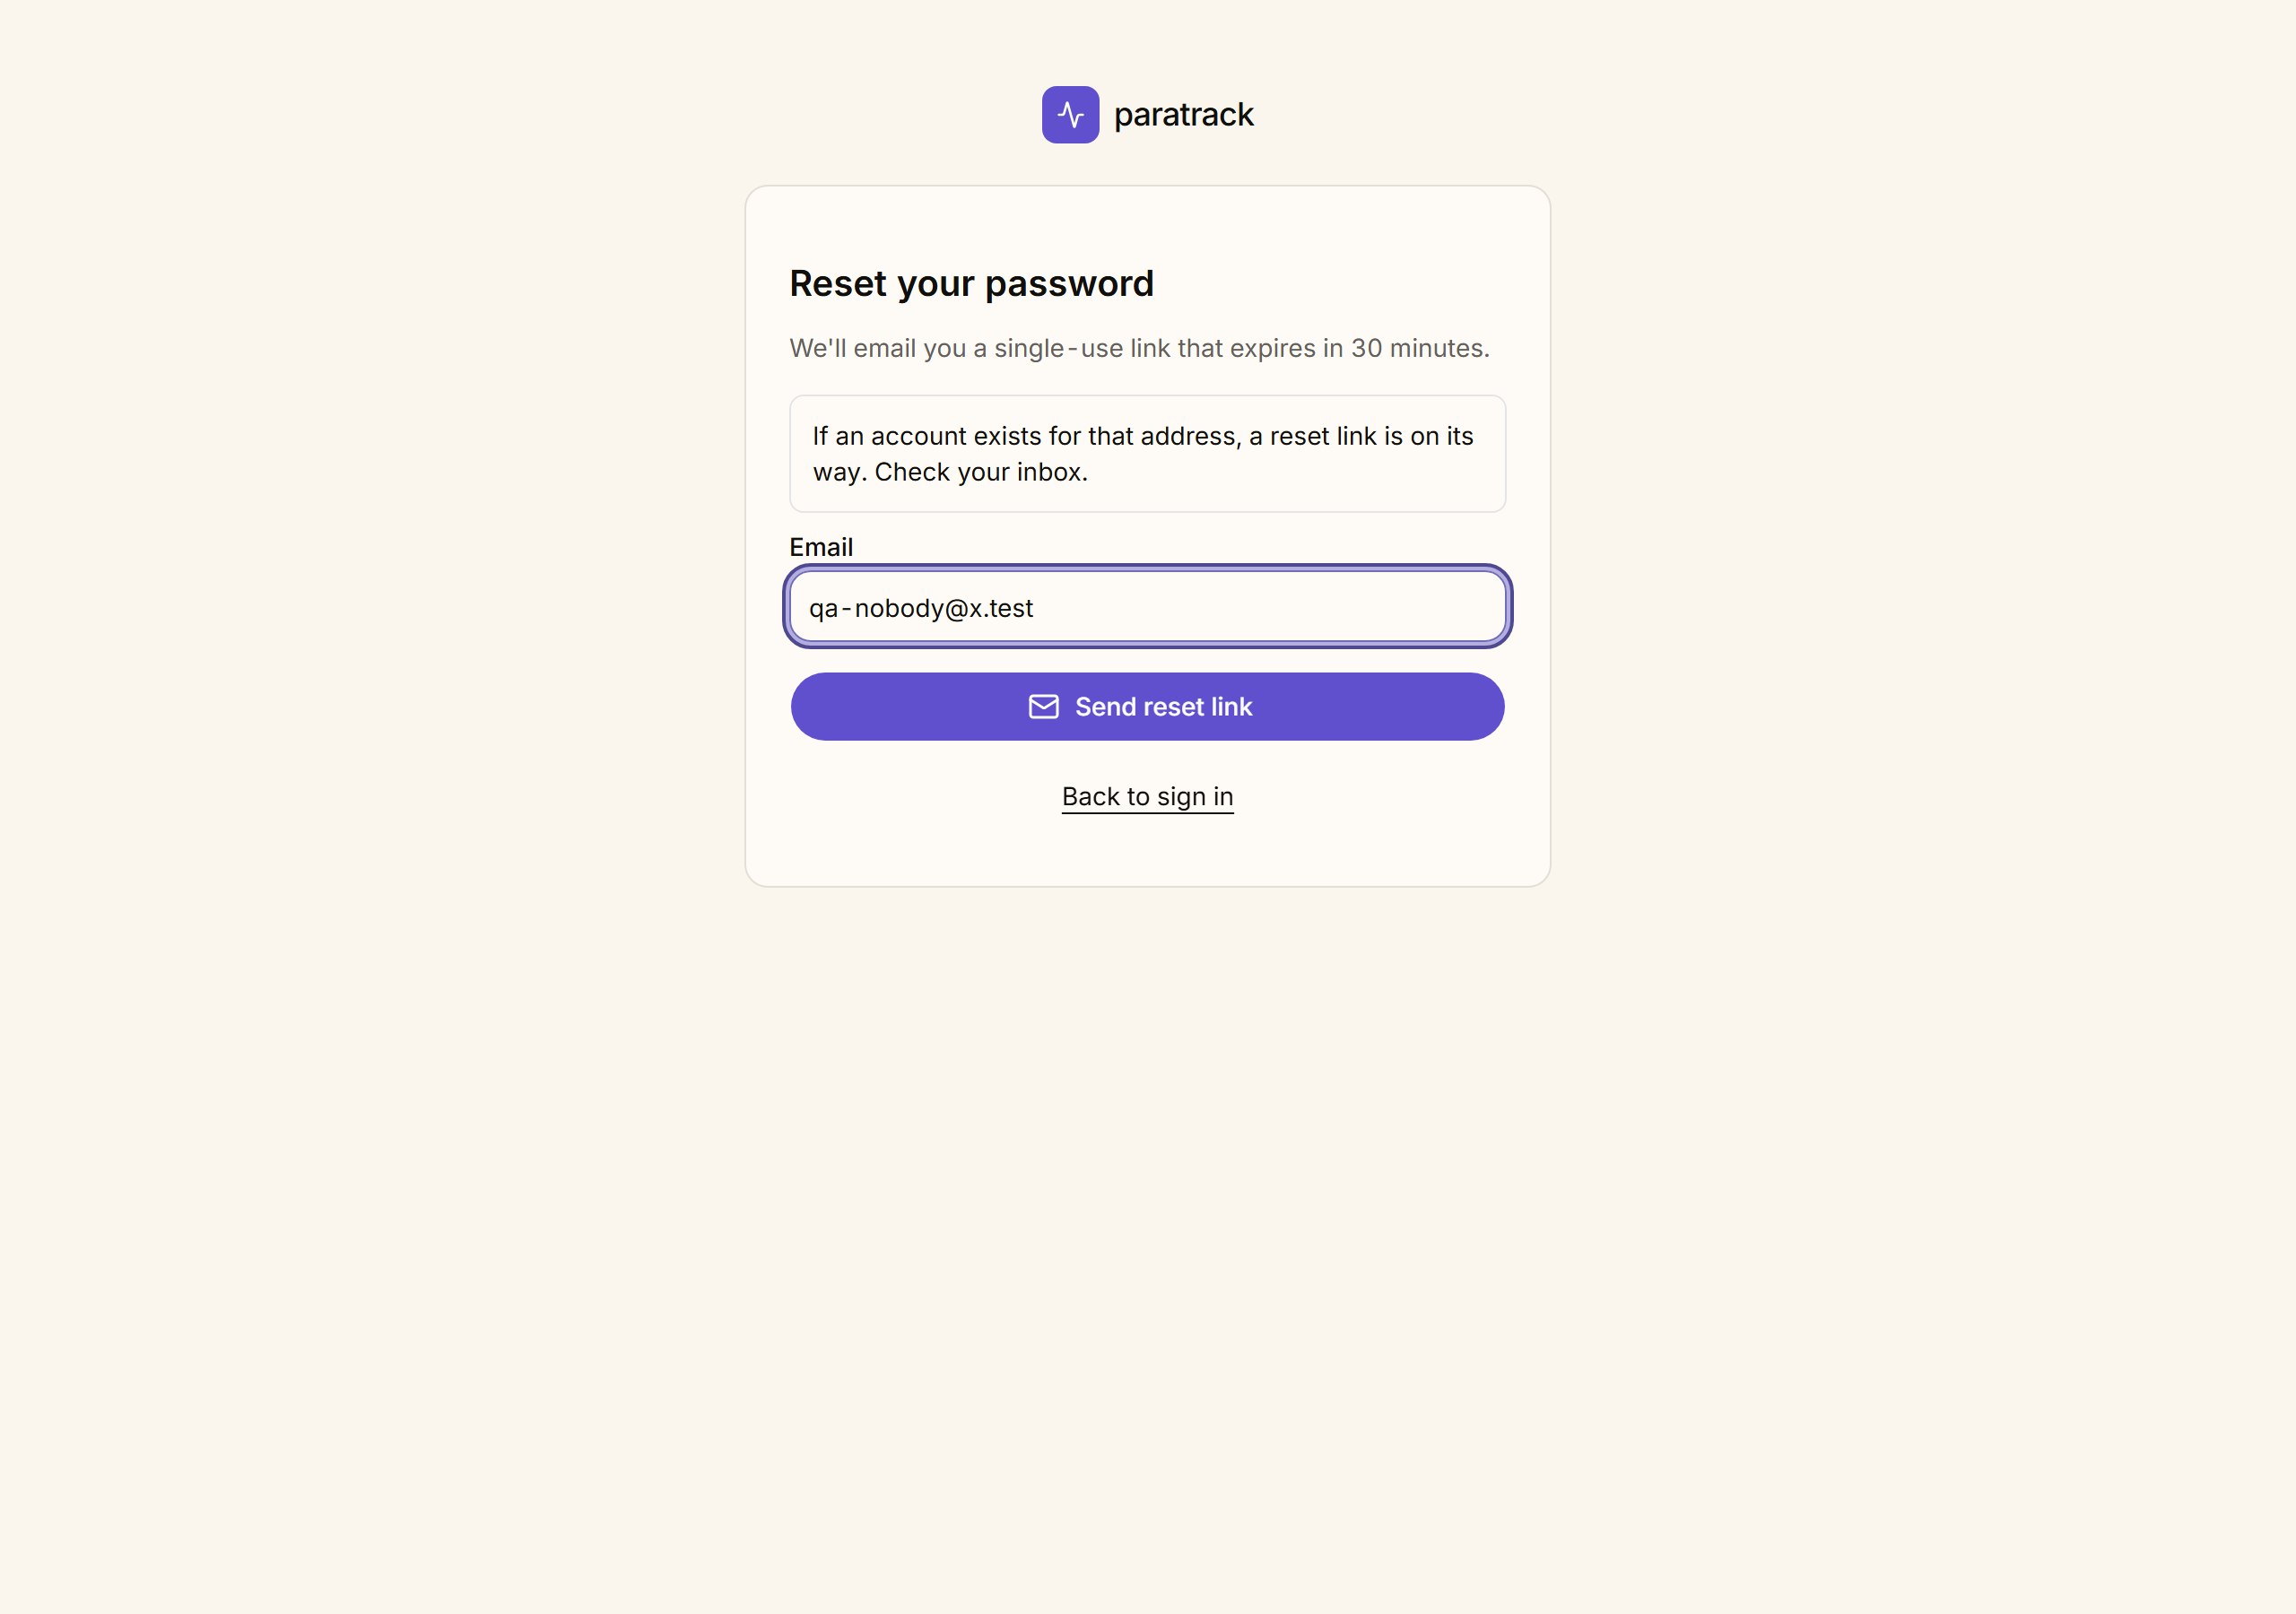 paratrack
Reset your password
We'll email you a single-use link that expires in 30 minutes.
If an account exists for that address, a reset link is on its
way. Check your inbox.
Email
qa-nobody@x.test
Send reset link
Back to sign in